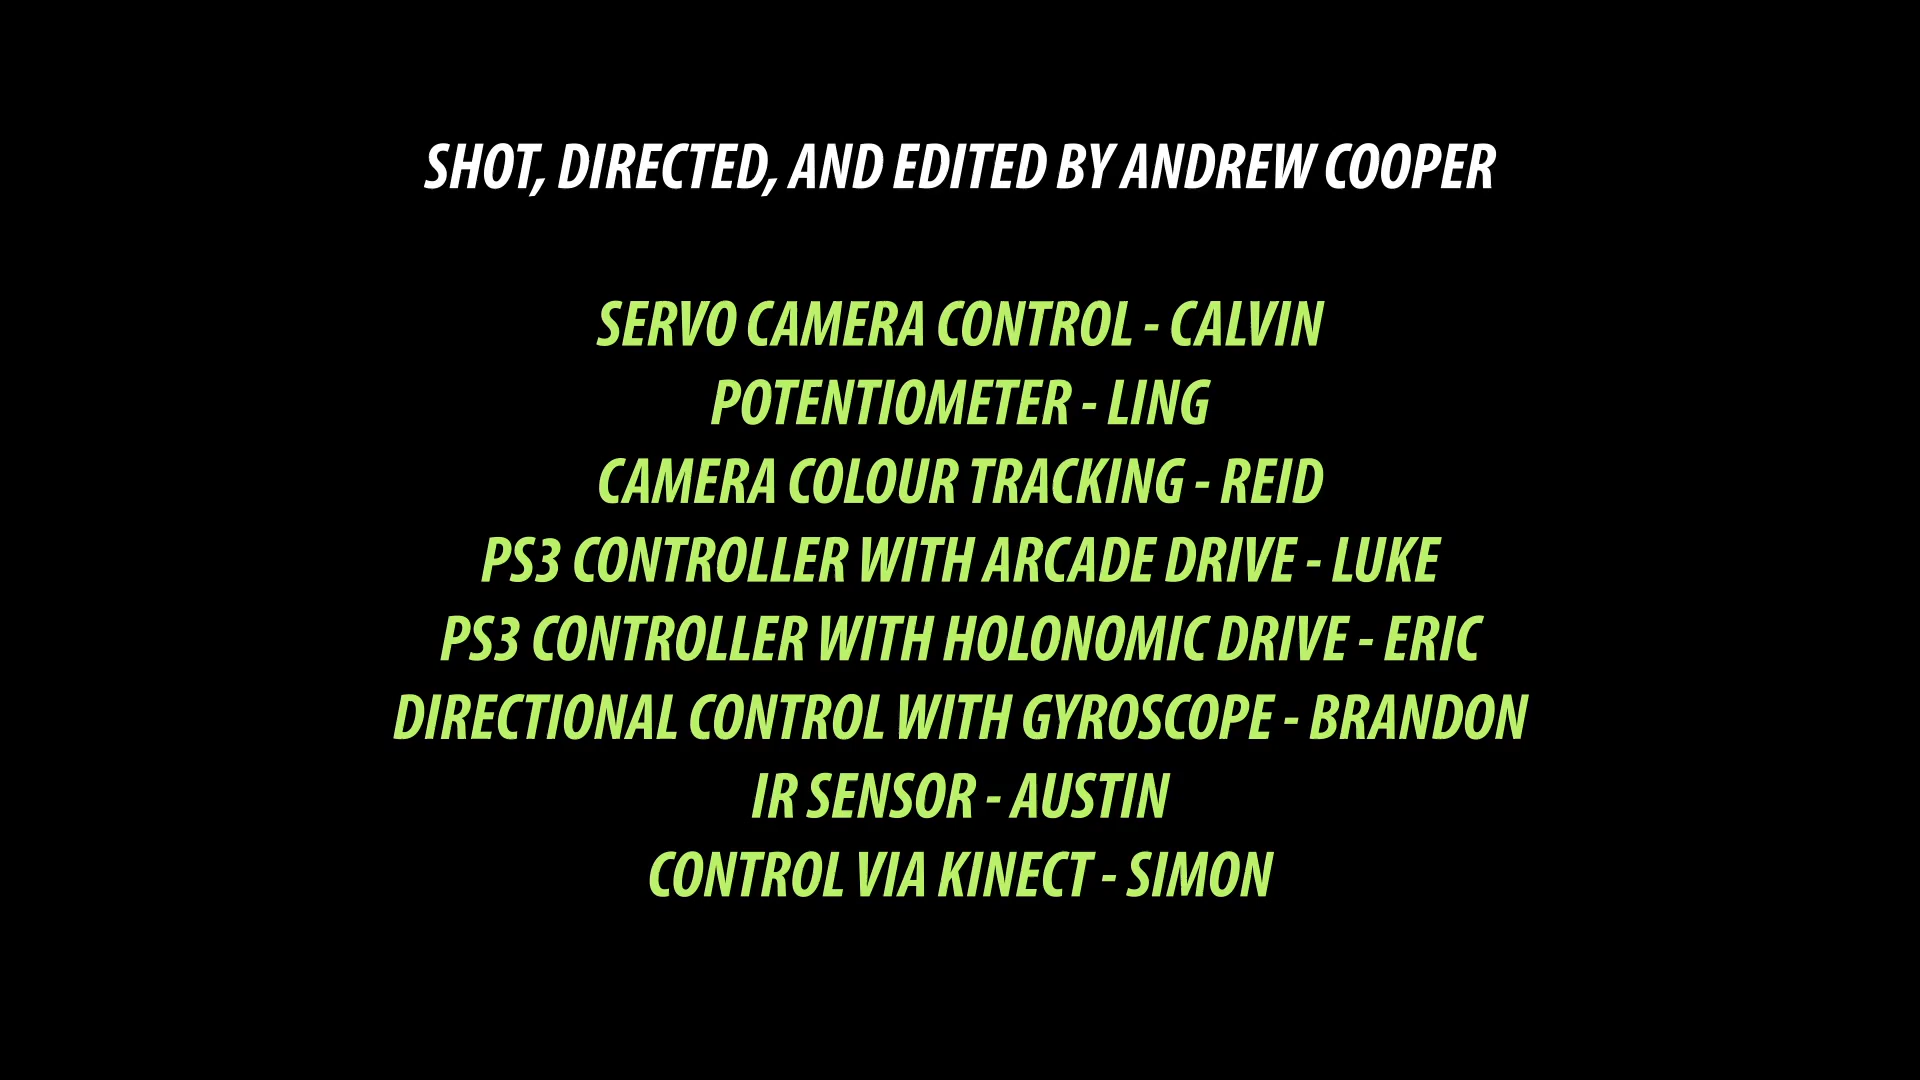 SHOT, DIRECTED, AND EDITED BY ANDREW COOPER
SERVO CAMERA CONTROL - CALVIN
POTENTIOMETER - LING
CAMERA COLOUR TRACKING - REID
PS3 CONTROLLER WITH ARCADE DRIVE - LUKE
PS3 CONTROLLER WITH HOLONOMIC DRIVE - ERIC
DIRECTIONAL CONTROL WITH GYROSCOPE - BRANDON
IR SENSOR - AUSTIN
CONTROL VIA KINECT - SIMON